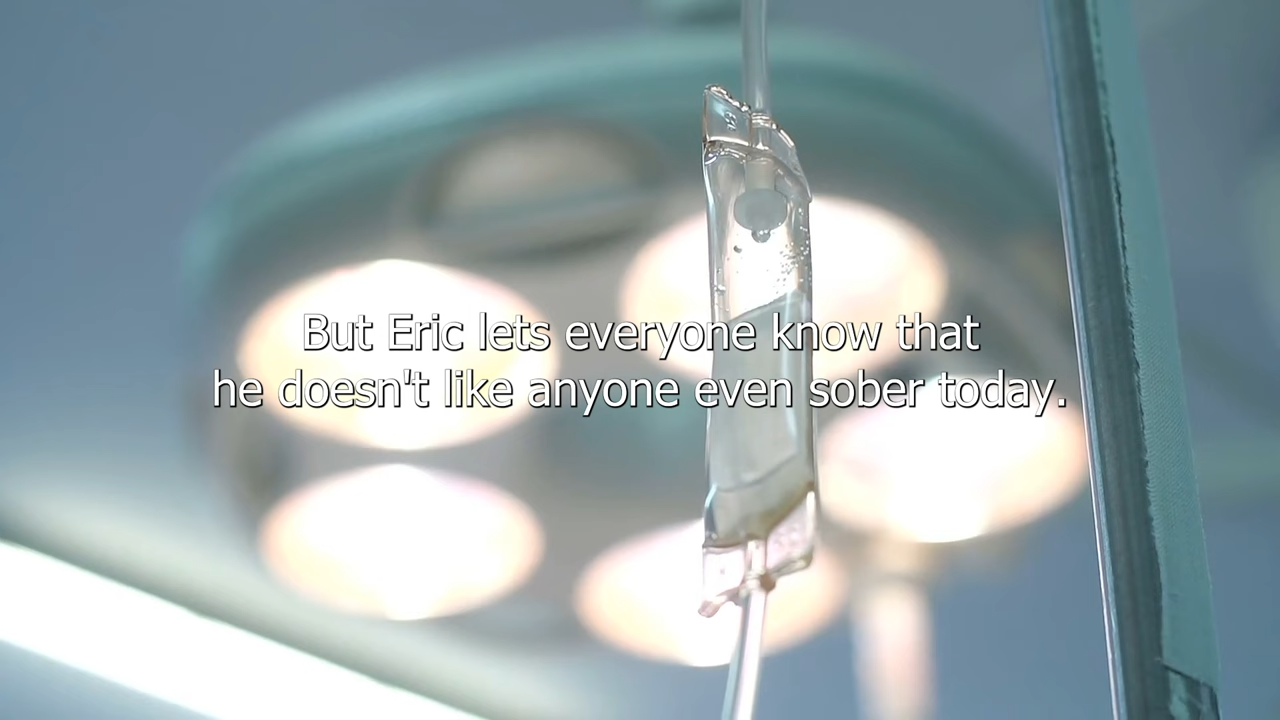 But Eric lets everyone know that
he doesn't like anyone even sober today.